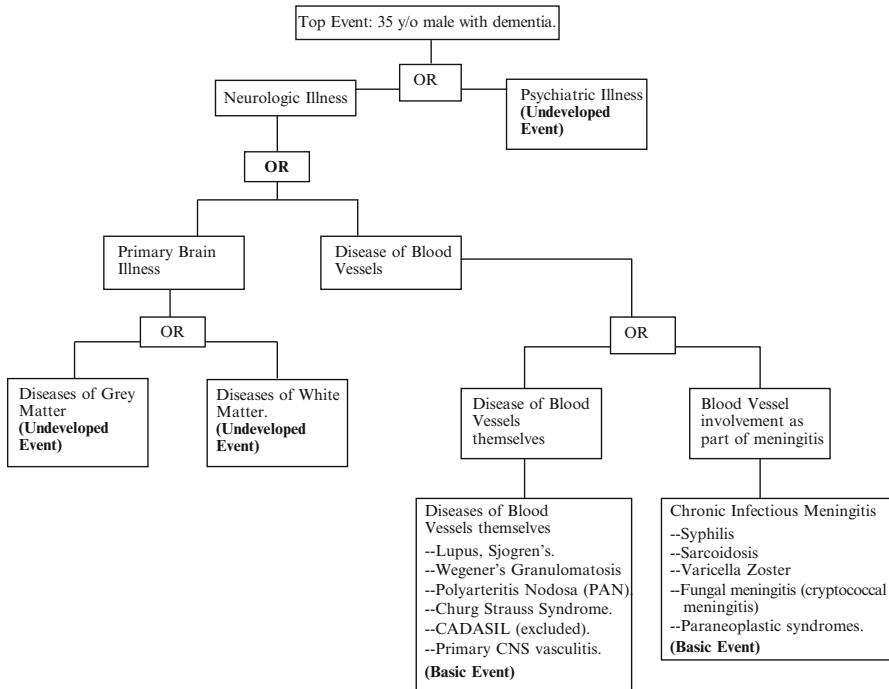 Top Event: 35 y/o male with dementia.
OR
Neurologic Illness
Psychiatric Illness
(Undeveloped
Event)
OR
Primary Brain
Illness
Disease of Blood
Vessels
OR
OR
Diseases of Grey
Matter
(Undeveloped
Event)
Diseases of White
Matter.
(Undeveloped
Event)
Disease of Blood
Vessels
themselves
Blood Vessel
involvement as
part of meningitis
Diseases of Blood
Vessels themselves
--Lupus, Sjogren's.
--Wegener's Granulomatosis
--Polyarteritis Nodosa (PAN).
--Churg Strauss Syndrome.
--CADASIL (excluded).
--Primary CNS vasculitis.
(Basic Event)
Chronic Infectious Meningitis
--Syphilis
--Sarcoidosis
--Varicella Zoster
--Fungal meningitis (cryptococcal
meningitis)
--Paraneoplastic syndromes.
(Basic Event)